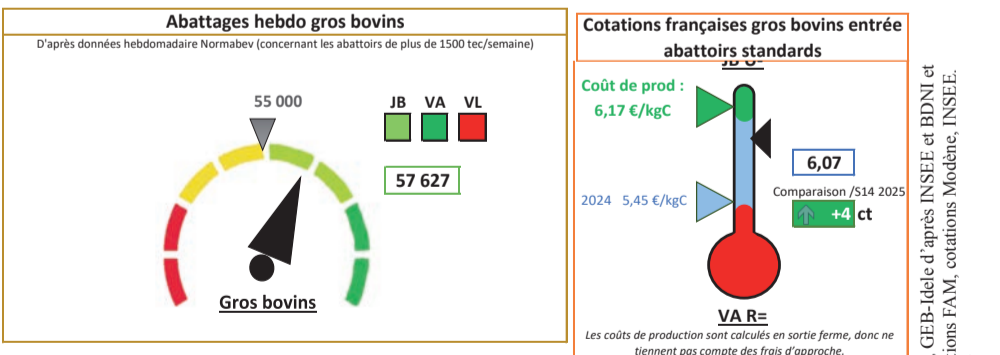 Abattages hebdo gros bovins
D'après données hebdomadaire Normabev (concernant les abattoirs de plus de 1500 tec/semaine)
55 000
JB VA VL
57 627
Gros bovins
Cotations françaises gros bovins entrée
abattoirs standards
Coût de prod :
6,17 €/kgC
6,07
Comparaison /S14 2025
2024 5,45 €/kgC
+4 ct
VA R=
Les coûts de production sont calculés en sortie ferme, donc ne
tiennent pas compte des frais d'approche.
GEB-Idele d'après INSEE et BDNI et
FAM, cotations Modène, INSEE.